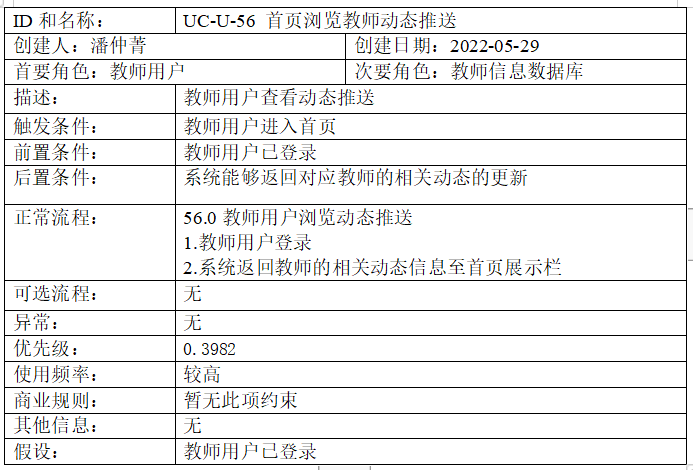 ID 和名称： UC-U-56 首页浏览教师动态推送
创建人：潘仲菁 创建日期：2022-05-29
首要角色：教师用户 次要角色：教师信息数据库
描述： 教师用户查看动态推送
触发条件： 教师用户进入首页
前置条件： 教师用户已登录
后置条件： 系统能够返回对应教师的相关动态的更新
正常流程： 56.0 教师用户浏览动态推送
1.教师用户登录
2.系统返回教师的相关动态信息至首页展示栏
可选流程： 无
异常： 无
优先级： 0.3982
使用频率： 较高
商业规则： 暂无此项约束
其他信息： 无
假设： 教师用户已登录